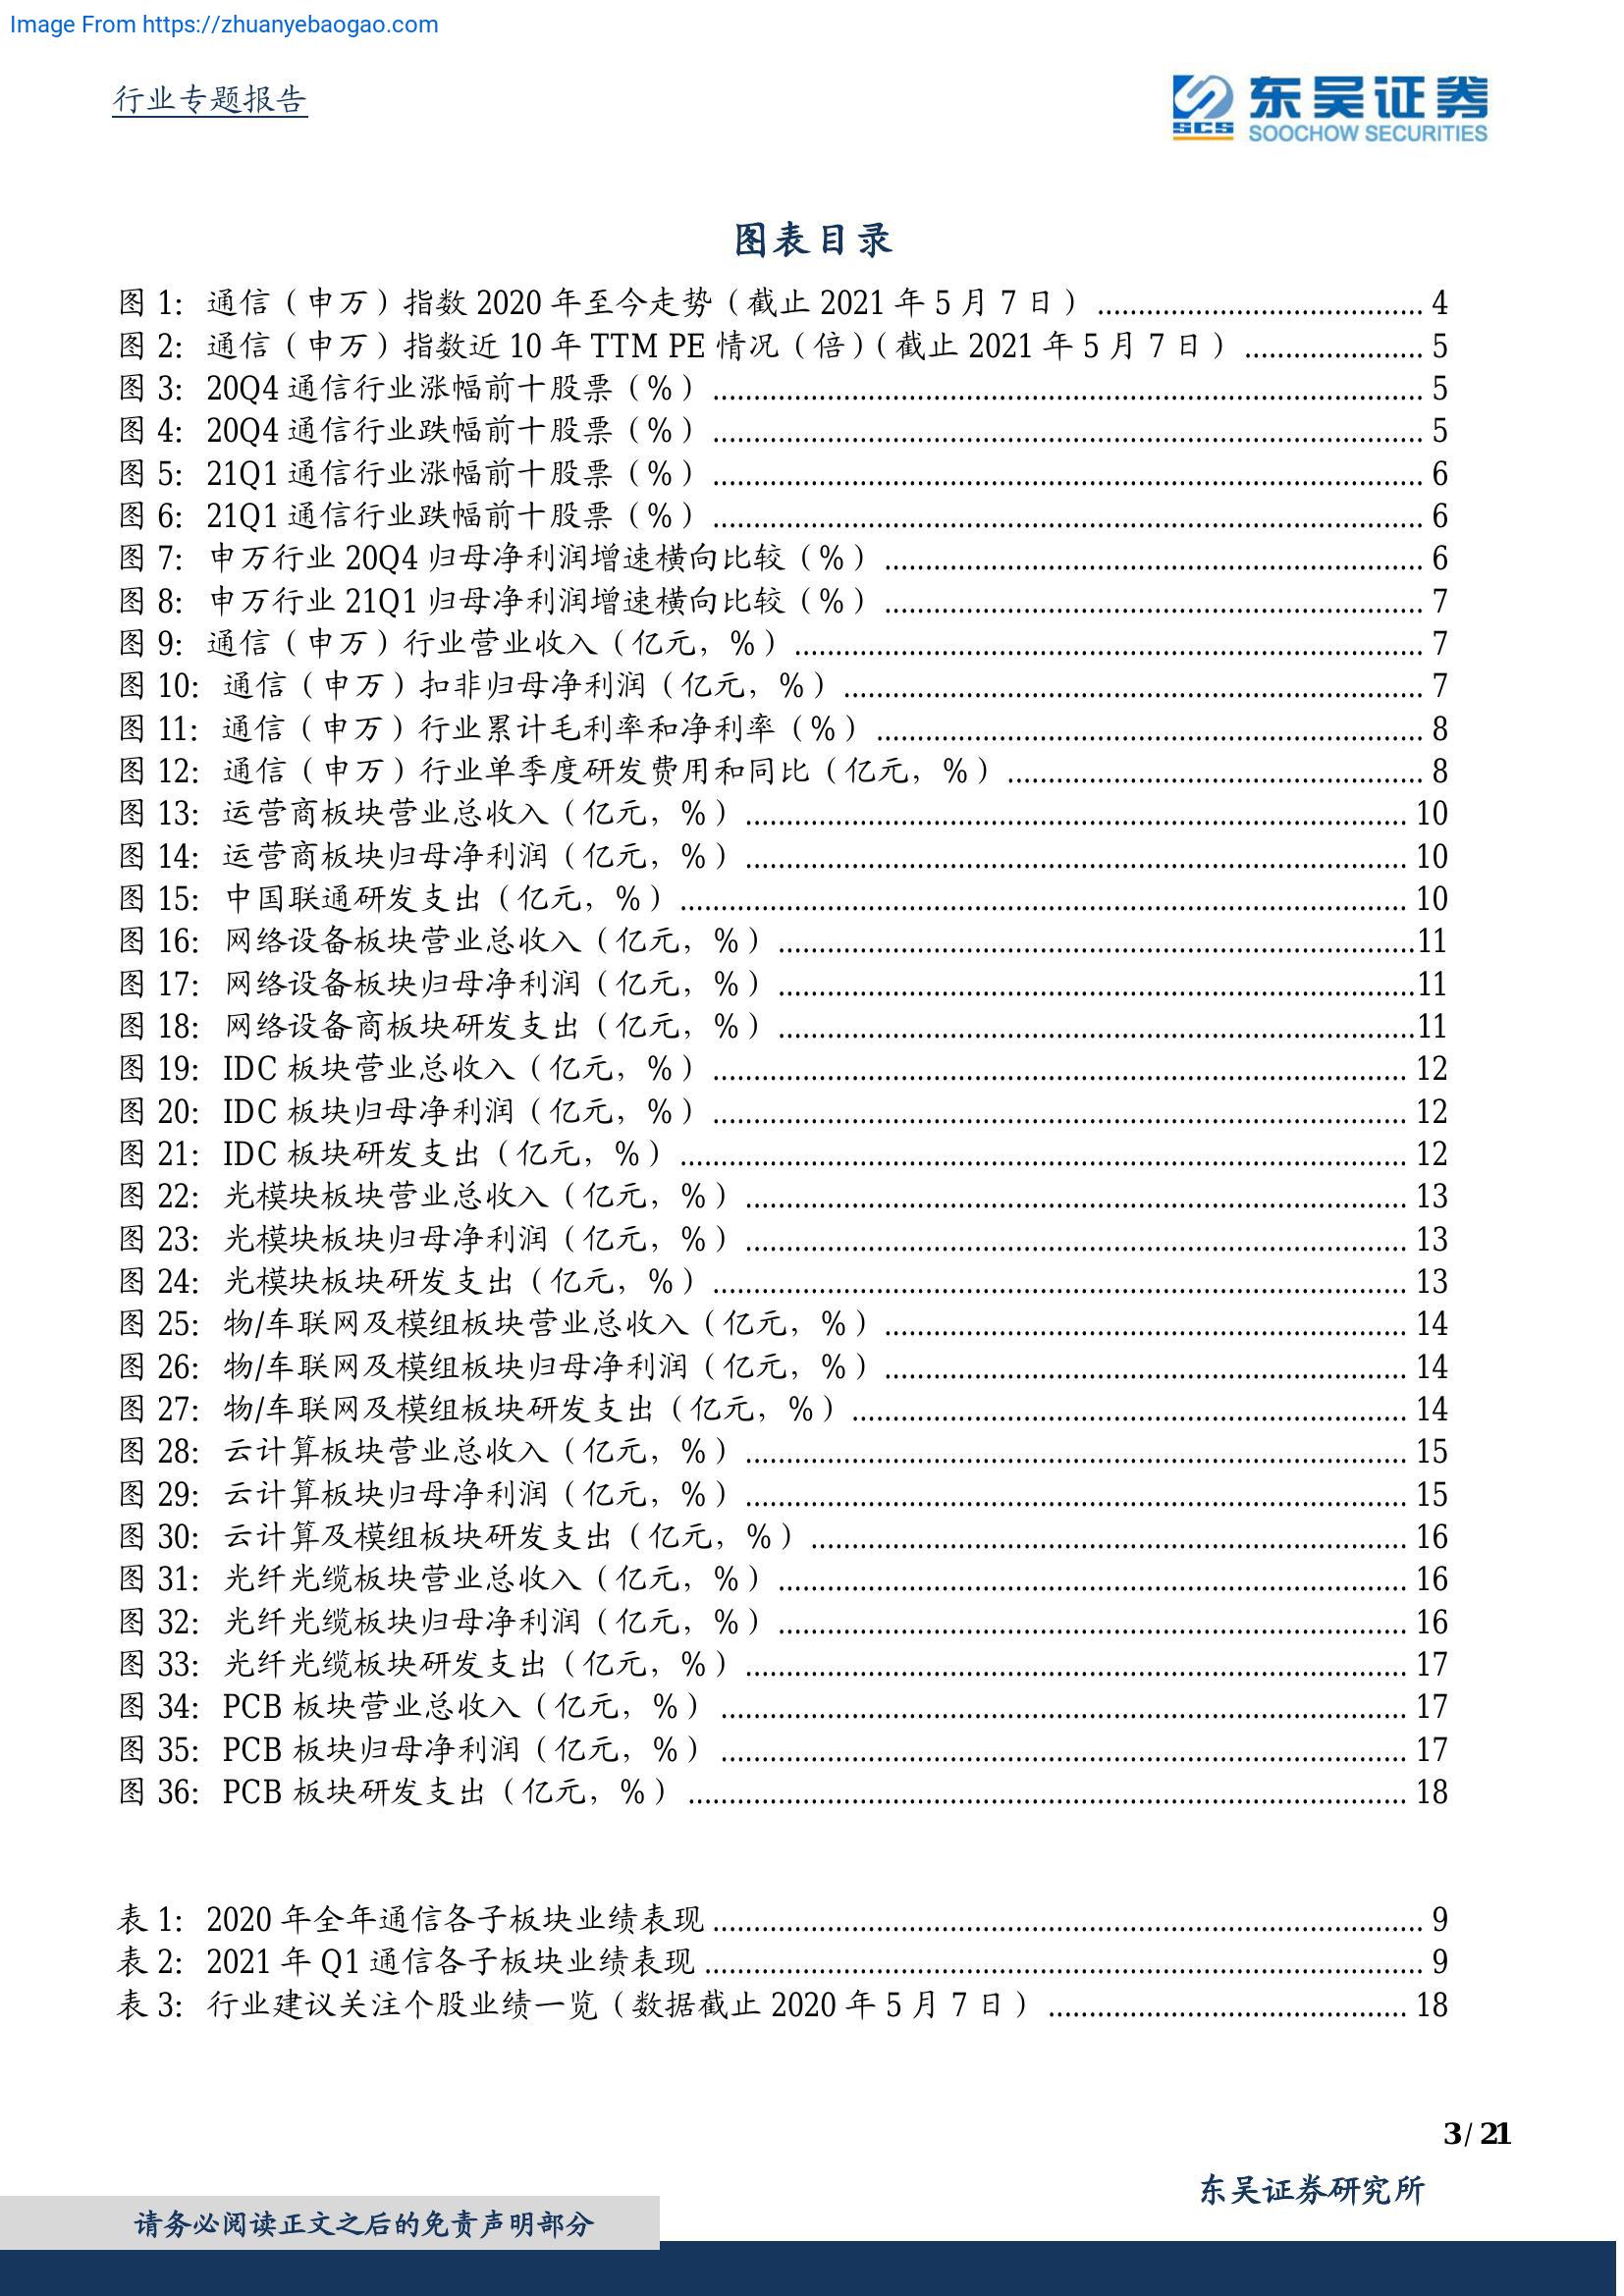 Image From https://zhuanyebaogao.com
行业专题报告
东吴证券
SCS
SOOCHOW SECURITIES
图表目录
图 1: 通信（申万）指数 2020 年至今走势（截止 2021 年 5 月 7 日） ........................................ 4
图 2: 通信（申万）指数近 10 年 TTM PE 情况（倍）（截止 2021 年 5 月 7 日） ...................... 5
图 3: 20Q4 通信行业涨幅前十股票（%） ........................................ 5
图 4: 20Q4 通信行业跌幅前十股票（%） ........................................ 5
图 5: 21Q1 通信行业涨幅前十股票（%） ........................................ 6
图 6: 21Q1 通信行业跌幅前十股票（%） ........................................ 6
图 7: 申万行业 20Q4 归母净利润增速横向比较（%） ........................................ 6
图 8: 申万行业 21Q1 归母净利润增速横向比较（%） ........................................ 7
图 9: 通信（申万）行业营业收入（亿元，%） ........................................ 7
图 10: 通信（申万）扣非归母净利润（亿元，%） ........................................ 7
图 11: 通信（申万）行业累计毛利率和净利率（%） ........................................ 8
图 12: 通信（申万）行业单季度研发费用和同比（亿元，%） ........................................ 8
图 13: 运营商板块营业总收入（亿元，%） ........................................ 10
图 14: 运营商板块归母净利润（亿元，%） ........................................ 10
图 15: 中国联通研发支出（亿元，%） ........................................ 10
图 16: 网络设备板块营业总收入（亿元，%） ........................................ 11
图 17: 网络设备板块归母净利润（亿元，%） ........................................ 11
图 18: 网络设备商板块研发支出（亿元，%） ........................................ 11
图 19: IDC 板块营业总收入（亿元，%） ........................................ 12
图 20: IDC 板块归母净利润（亿元，%） ........................................ 12
图 21: IDC 板块研发支出（亿元，%） ........................................ 12
图 22: 光模块板块营业总收入（亿元，%） ........................................ 13
图 23: 光模块板块归母净利润（亿元，%） ........................................ 13
图 24: 光模块板块研发支出（亿元，%） ........................................ 13
图 25: 物/车联网及模组板块营业总收入（亿元，%） ........................................ 14
图 26: 物/车联网及模组板块归母净利润（亿元，%） ........................................ 14
图 27: 物/车联网及模组板块研发支出（亿元，%） ........................................ 14
图 28: 云计算板块营业总收入（亿元，%） ........................................ 15
图 29: 云计算板块归母净利润（亿元，%） ........................................ 15
图 30: 云计算及模组板块研发支出（亿元，%） ........................................ 16
图 31: 光纤光缆板块营业总收入（亿元，%） ........................................ 16
图 32: 光纤光缆板块归母净利润（亿元，%） ........................................ 16
图 33: 光纤光缆板块研发支出（亿元，%） ........................................ 17
图 34: PCB 板块营业总收入（亿元，%） ........................................ 17
图 35: PCB 板块归母净利润（亿元，%） ........................................ 17
图 36: PCB 板块研发支出（亿元，%） ........................................ 18
表 1: 2020 年全年通信各子板块业绩表现 ........................................ 9
表 2: 2021 年 Q1 通信各子板块业绩表现 ........................................ 9
表 3: 行业建议关注个股业绩一览（数据截止 2020 年 5 月 7 日） ........................................ 18
3 / 21
东吴证券研究所
请务必阅读正文之后的免责声明部分